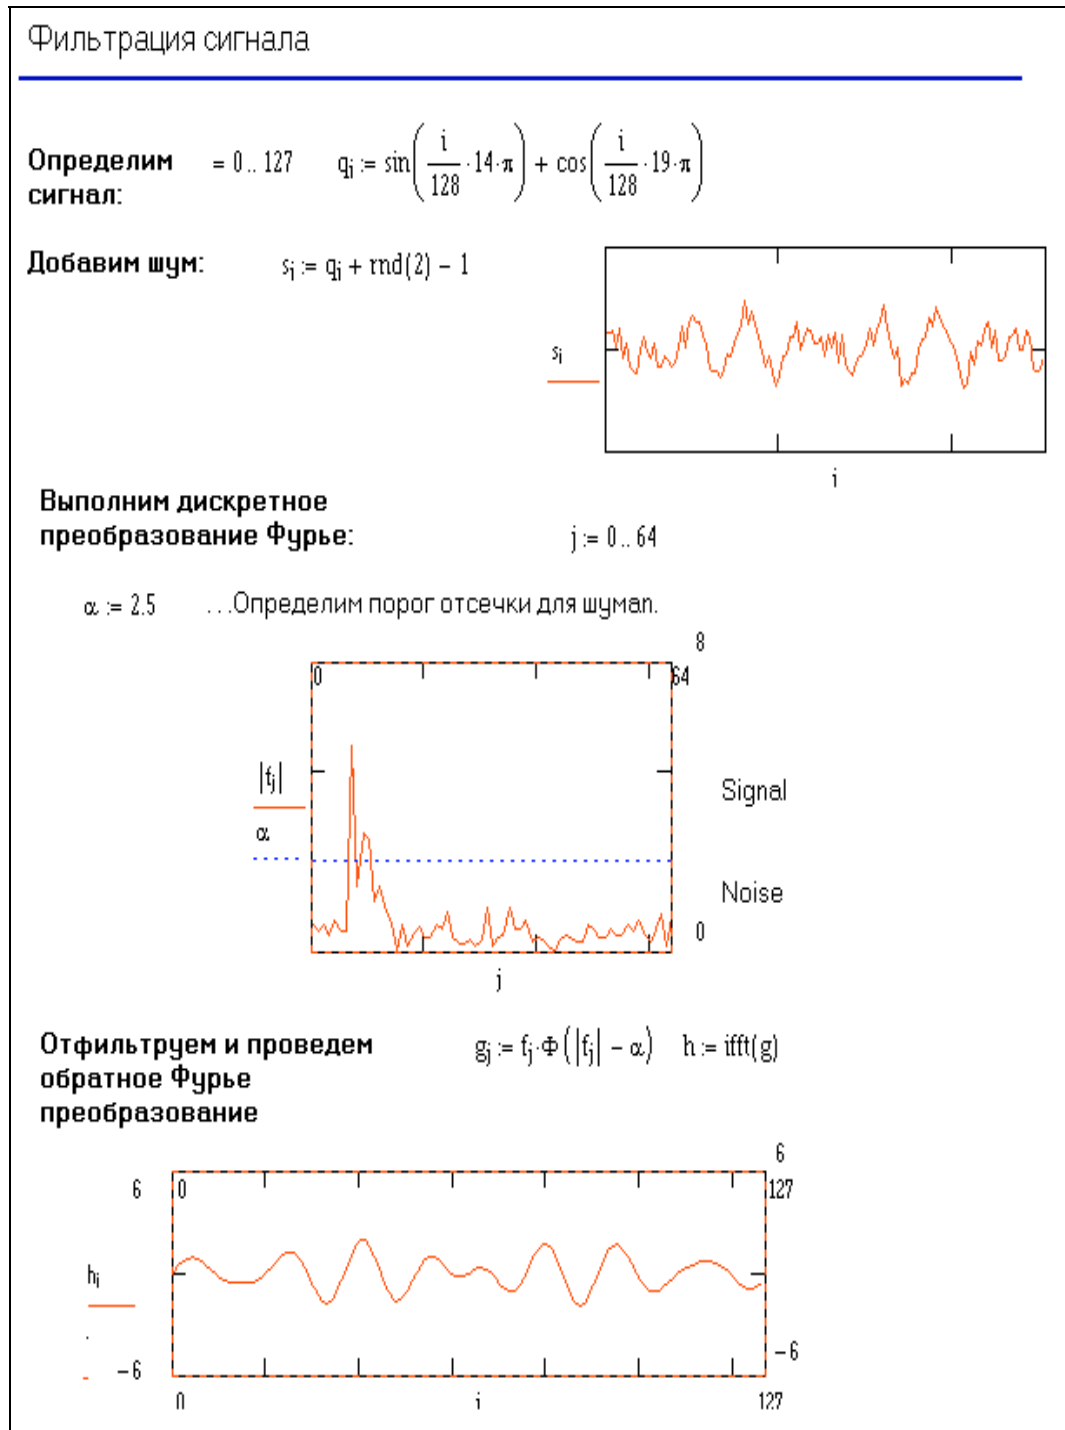 Фильтрация сигнала
Определим сигнал: = 0 .. 127 q_i := sin(i/128 · 14 · π) + cos(i/128 · 19 · π)
Добавим шум: s_i := q_i + rnd(2) − 1
s_i
i
Выполним дискретное
преобразование Фурье: j := 0 .. 64
α := 2.5 ...Определим порог отсечки для шумап.
8
0 64
|f_j|
α
Signal
Noise
0
j
Отфильтруем и проведем g_j := f_j·Φ(|f_j| − α) h := ifft(g)
обратное Фурье
преобразование
6
6 0 127
h_i
−6
−6
0 i 127